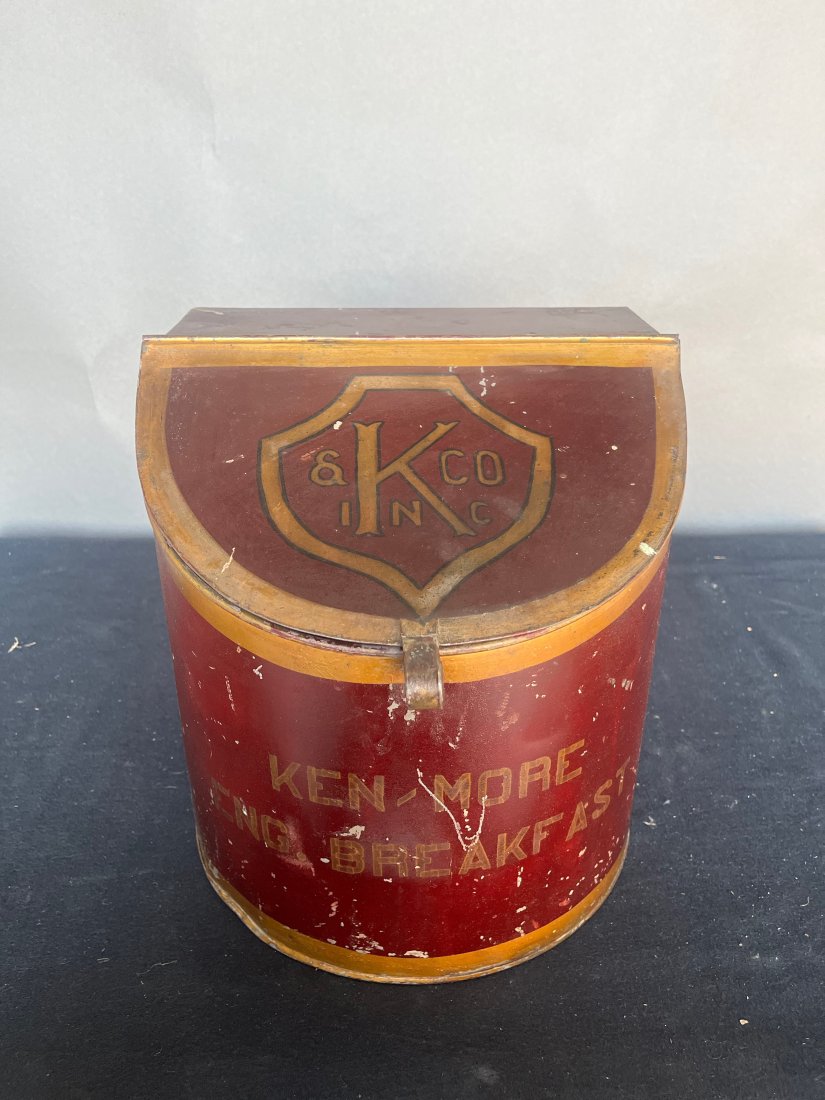 & K CO
INC
KEN-MORE
ENG. BREAKFAST